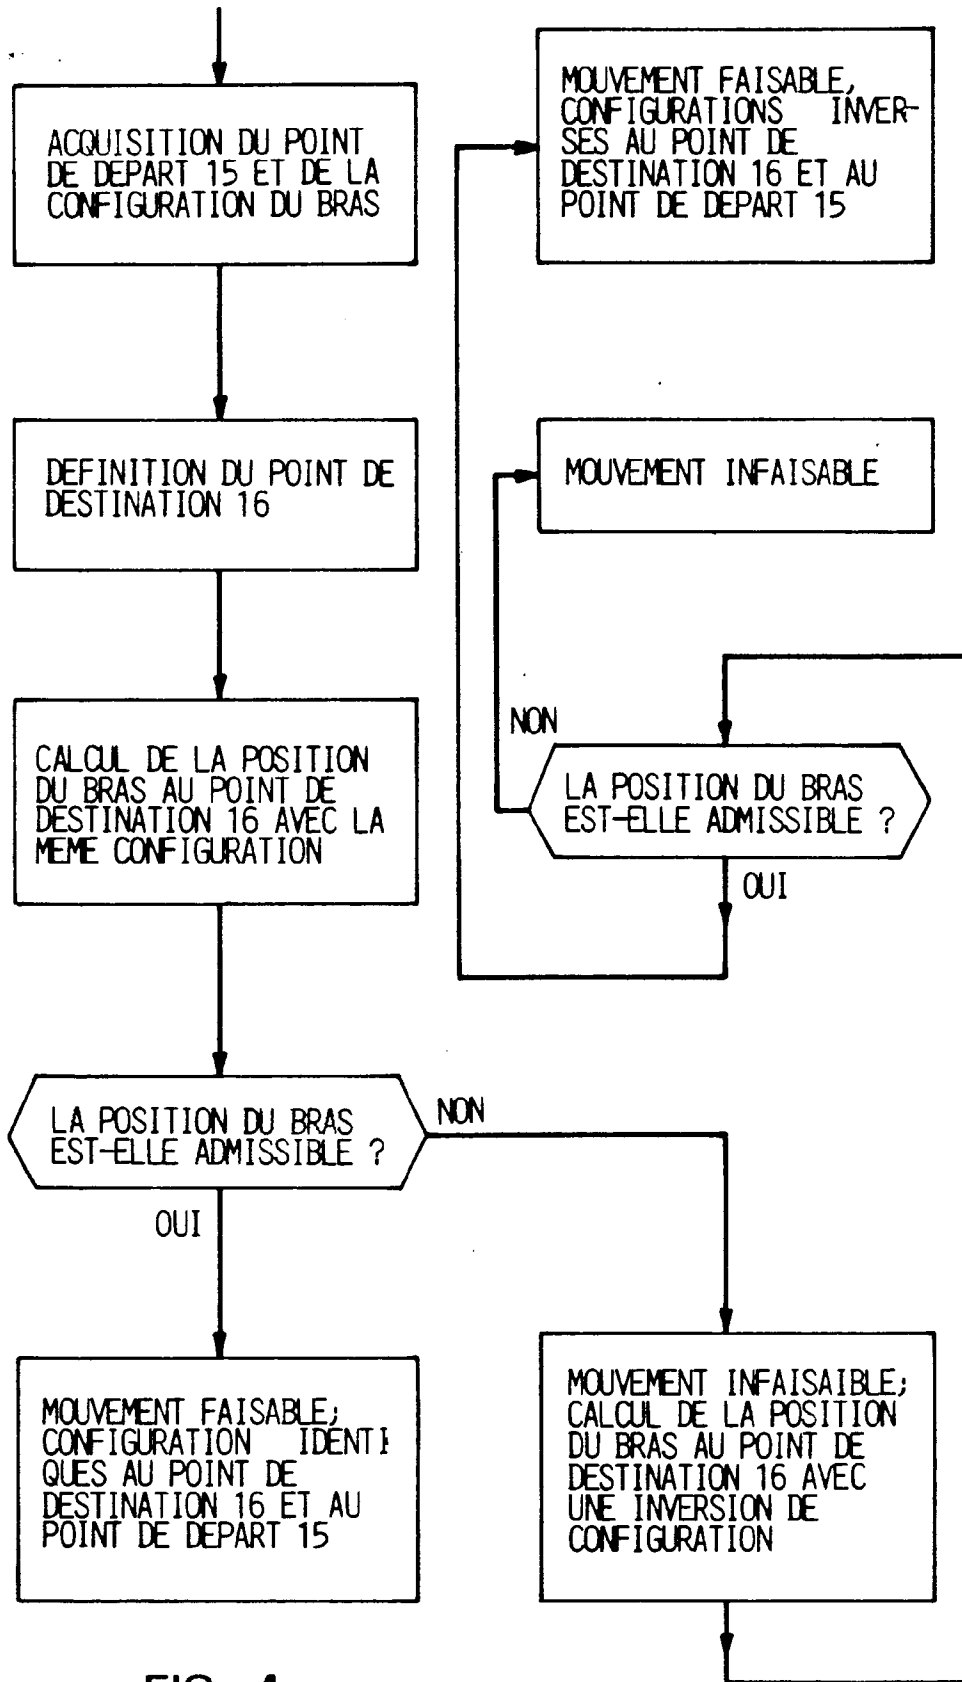 ACQUISITION DU POINT
DE DEPART 15 ET DE LA
CONFIGURATION DU BRAS
DEFINITION DU POINT DE
DESTINATION 16
CALCUL DE LA POSITION
DU BRAS AU POINT DE
DESTINATION 16 AVEC LA
MEME CONFIGURATION
LA POSITION DU BRAS
EST-ELLE ADMISSIBLE ?
NON
OUI
MOUVEMENT FAISABLE;
CONFIGURATION IDENTI
QUES AU POINT DE
DESTINATION 16 ET AU
POINT DE DEPART 15
MOUVEMENT INFAISAIBLE;
CALCUL DE LA POSITION
DU BRAS AU POINT DE
DESTINATION 16 AVEC
UNE INVERSION DE
CONFIGURATION
LA POSITION DU BRAS
EST-ELLE ADMISSIBLE ?
NON
OUI
MOUVEMENT INFAISABLE
MOUVEMENT FAISABLE,
CONFIGURATIONS INVER-
SES AU POINT DE
DESTINATION 16 ET AU
POINT DE DEPART 15